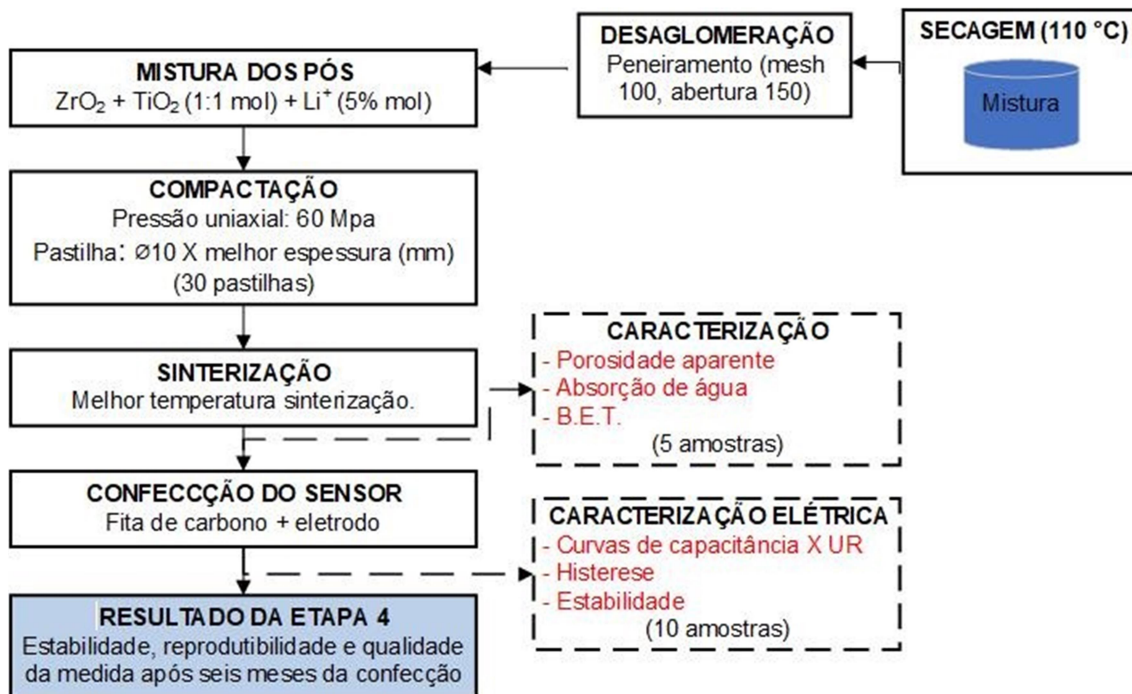 SECAGEM (110 °C)
Mistura
DESAGLOMERAÇÃO
Peneiramento (mesh
100, abertura 150)
MISTURA DOS PÓS
ZrO₂ + TiO₂ (1:1 mol) + Li⁺ (5% mol)
COMPACTAÇÃO
Pressão uniaxial: 60 Mpa
Pastilha: Ø10 X melhor espessura (mm)
(30 pastilhas)
SINTERIZAÇÃO
Melhor temperatura sinterização.
CARACTERIZAÇÃO
- Porosidade aparente
- Absorção de água
- B.E.T.
(5 amostras)
CONFECCÇÃO DO SENSOR
Fita de carbono + eletrodo
CARACTERIZAÇÃO ELÉTRICA
- Curvas de capacitância X UR
- Histerese
- Estabilidade
(10 amostras)
RESULTADO DA ETAPA 4
Estabilidade, reprodutibilidade e qualidade
da medida após seis meses da confecção